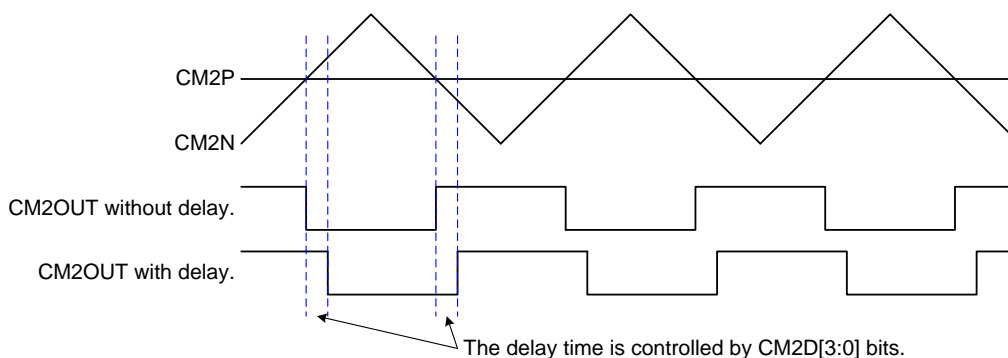 CM2P
CM2N
CM2OUT without delay.
CM2OUT with delay.
The delay time is controlled by CM2D[3:0] bits.